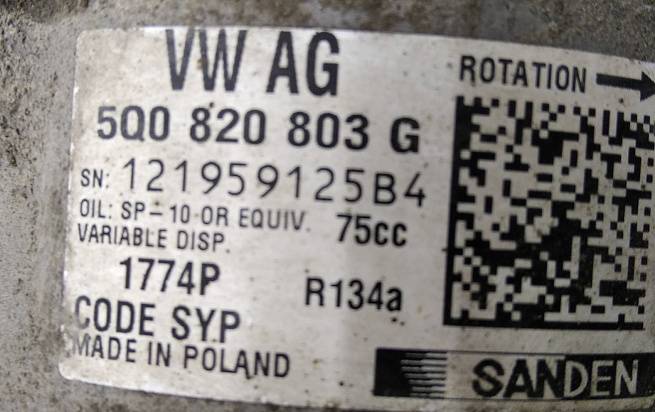 VW AG
ROTATION
5Q0 820 803 G
SN: 121959125B4
OIL: SP-10 OR EQUIV. 75cc
VARIABLE DISP.
1774P R134a
CODE SYP
MADE IN POLAND
SANDEN